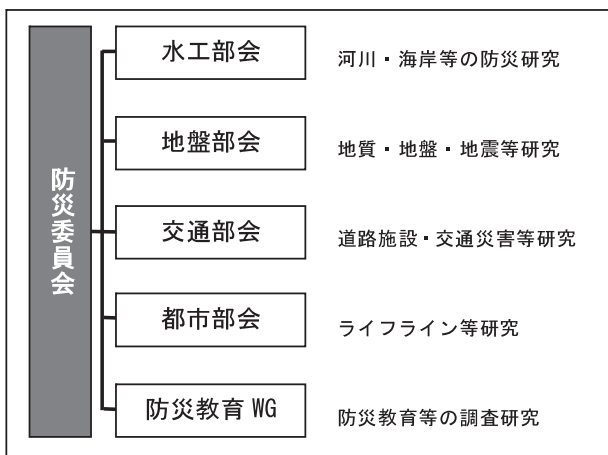 防災委員会
水工部会
河川・海岸等の防災研究
地盤部会
地質・地盤・地震等研究
交通部会
道路施設・交通災害等研究
都市部会
ライフライン等研究
防災教育 WG
防災教育等の調査研究